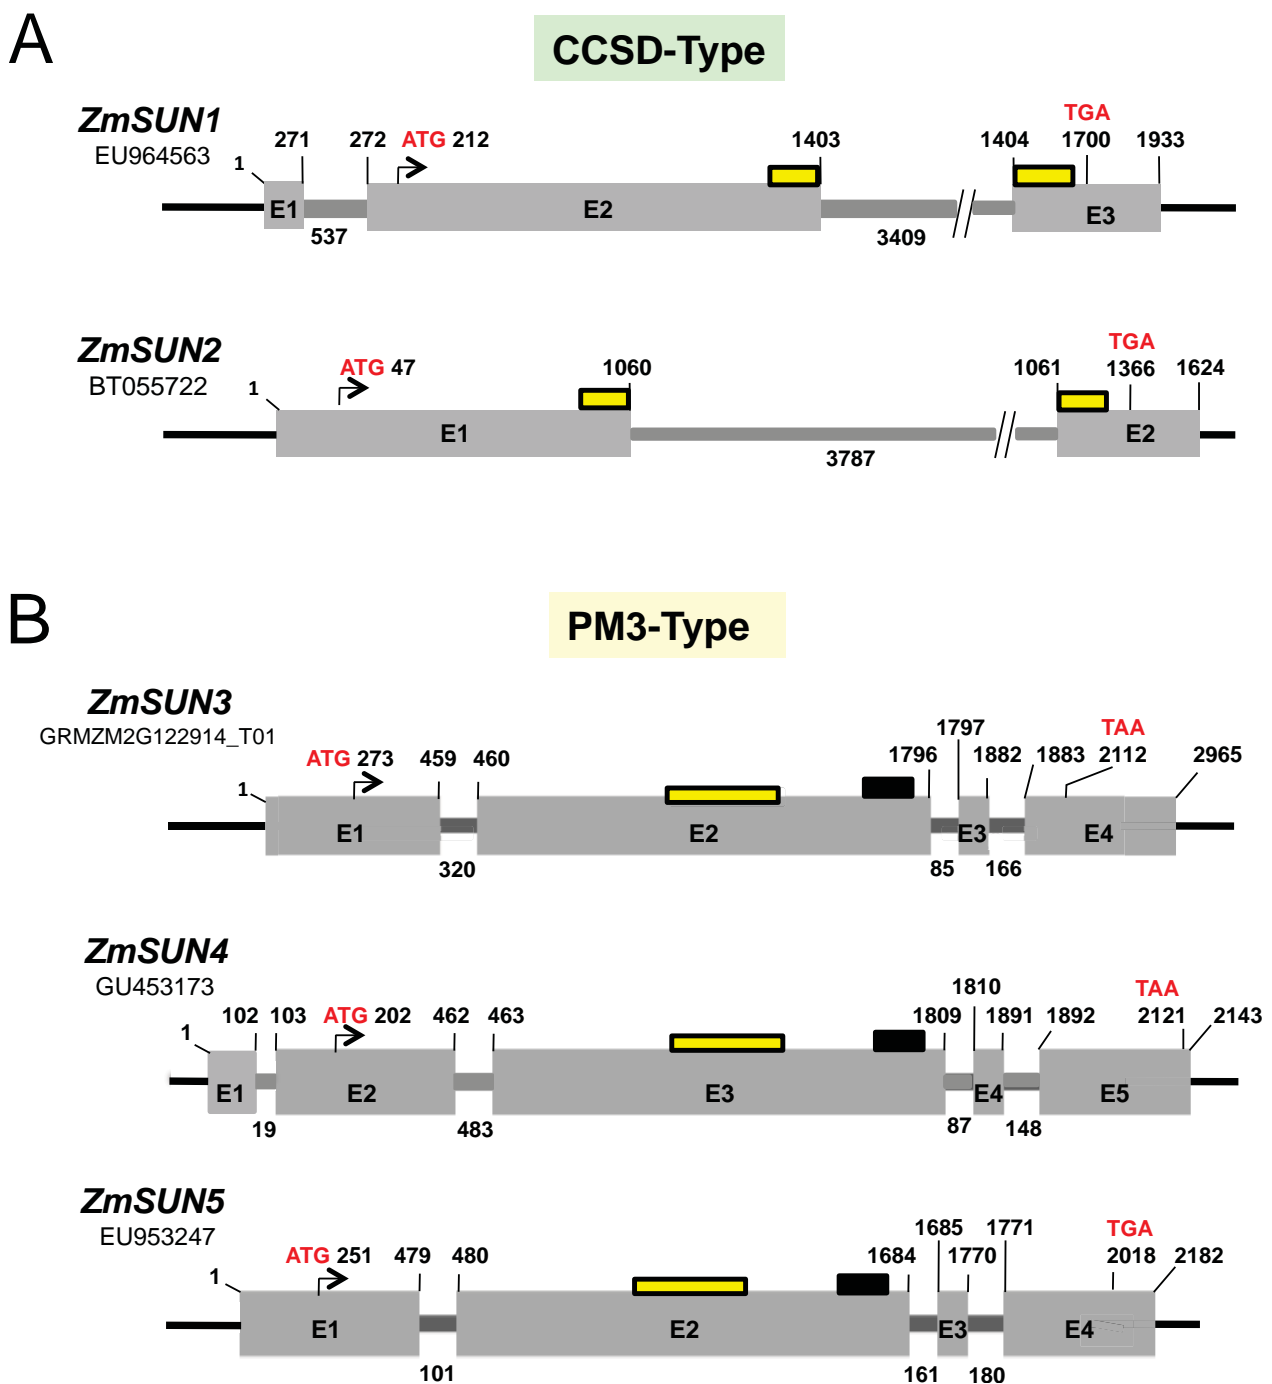 A
CCSD-Type
ZmSUN1
EU964563
TGA
1 271 272 ATG 212 1403 1404 1700 1933
E1 E2 E3
537 3409
ZmSUN2
BT055722
TGA
1 ATG 47 1060 1061 1366 1624
E1 E2
3787
B
PM3-Type
ZmSUN3
GRMZM2G122914_T01
1797 TAA
1 ATG 273 459 460 1796 1882 1883 2112 2965
E1 E2 E3 E4
320 85 166
ZmSUN4
GU453173
1810 TAA
1 102 103 ATG 202 462 463 1809 1891 1892 2121 2143
E1 E2 E3 E4 E5
19 483 87 148
ZmSUN5
EU953247
1685 1771 TGA
1 ATG 251 479 480 1684 1770 2018 2182
E1 E2 E3 E4
101 161 180